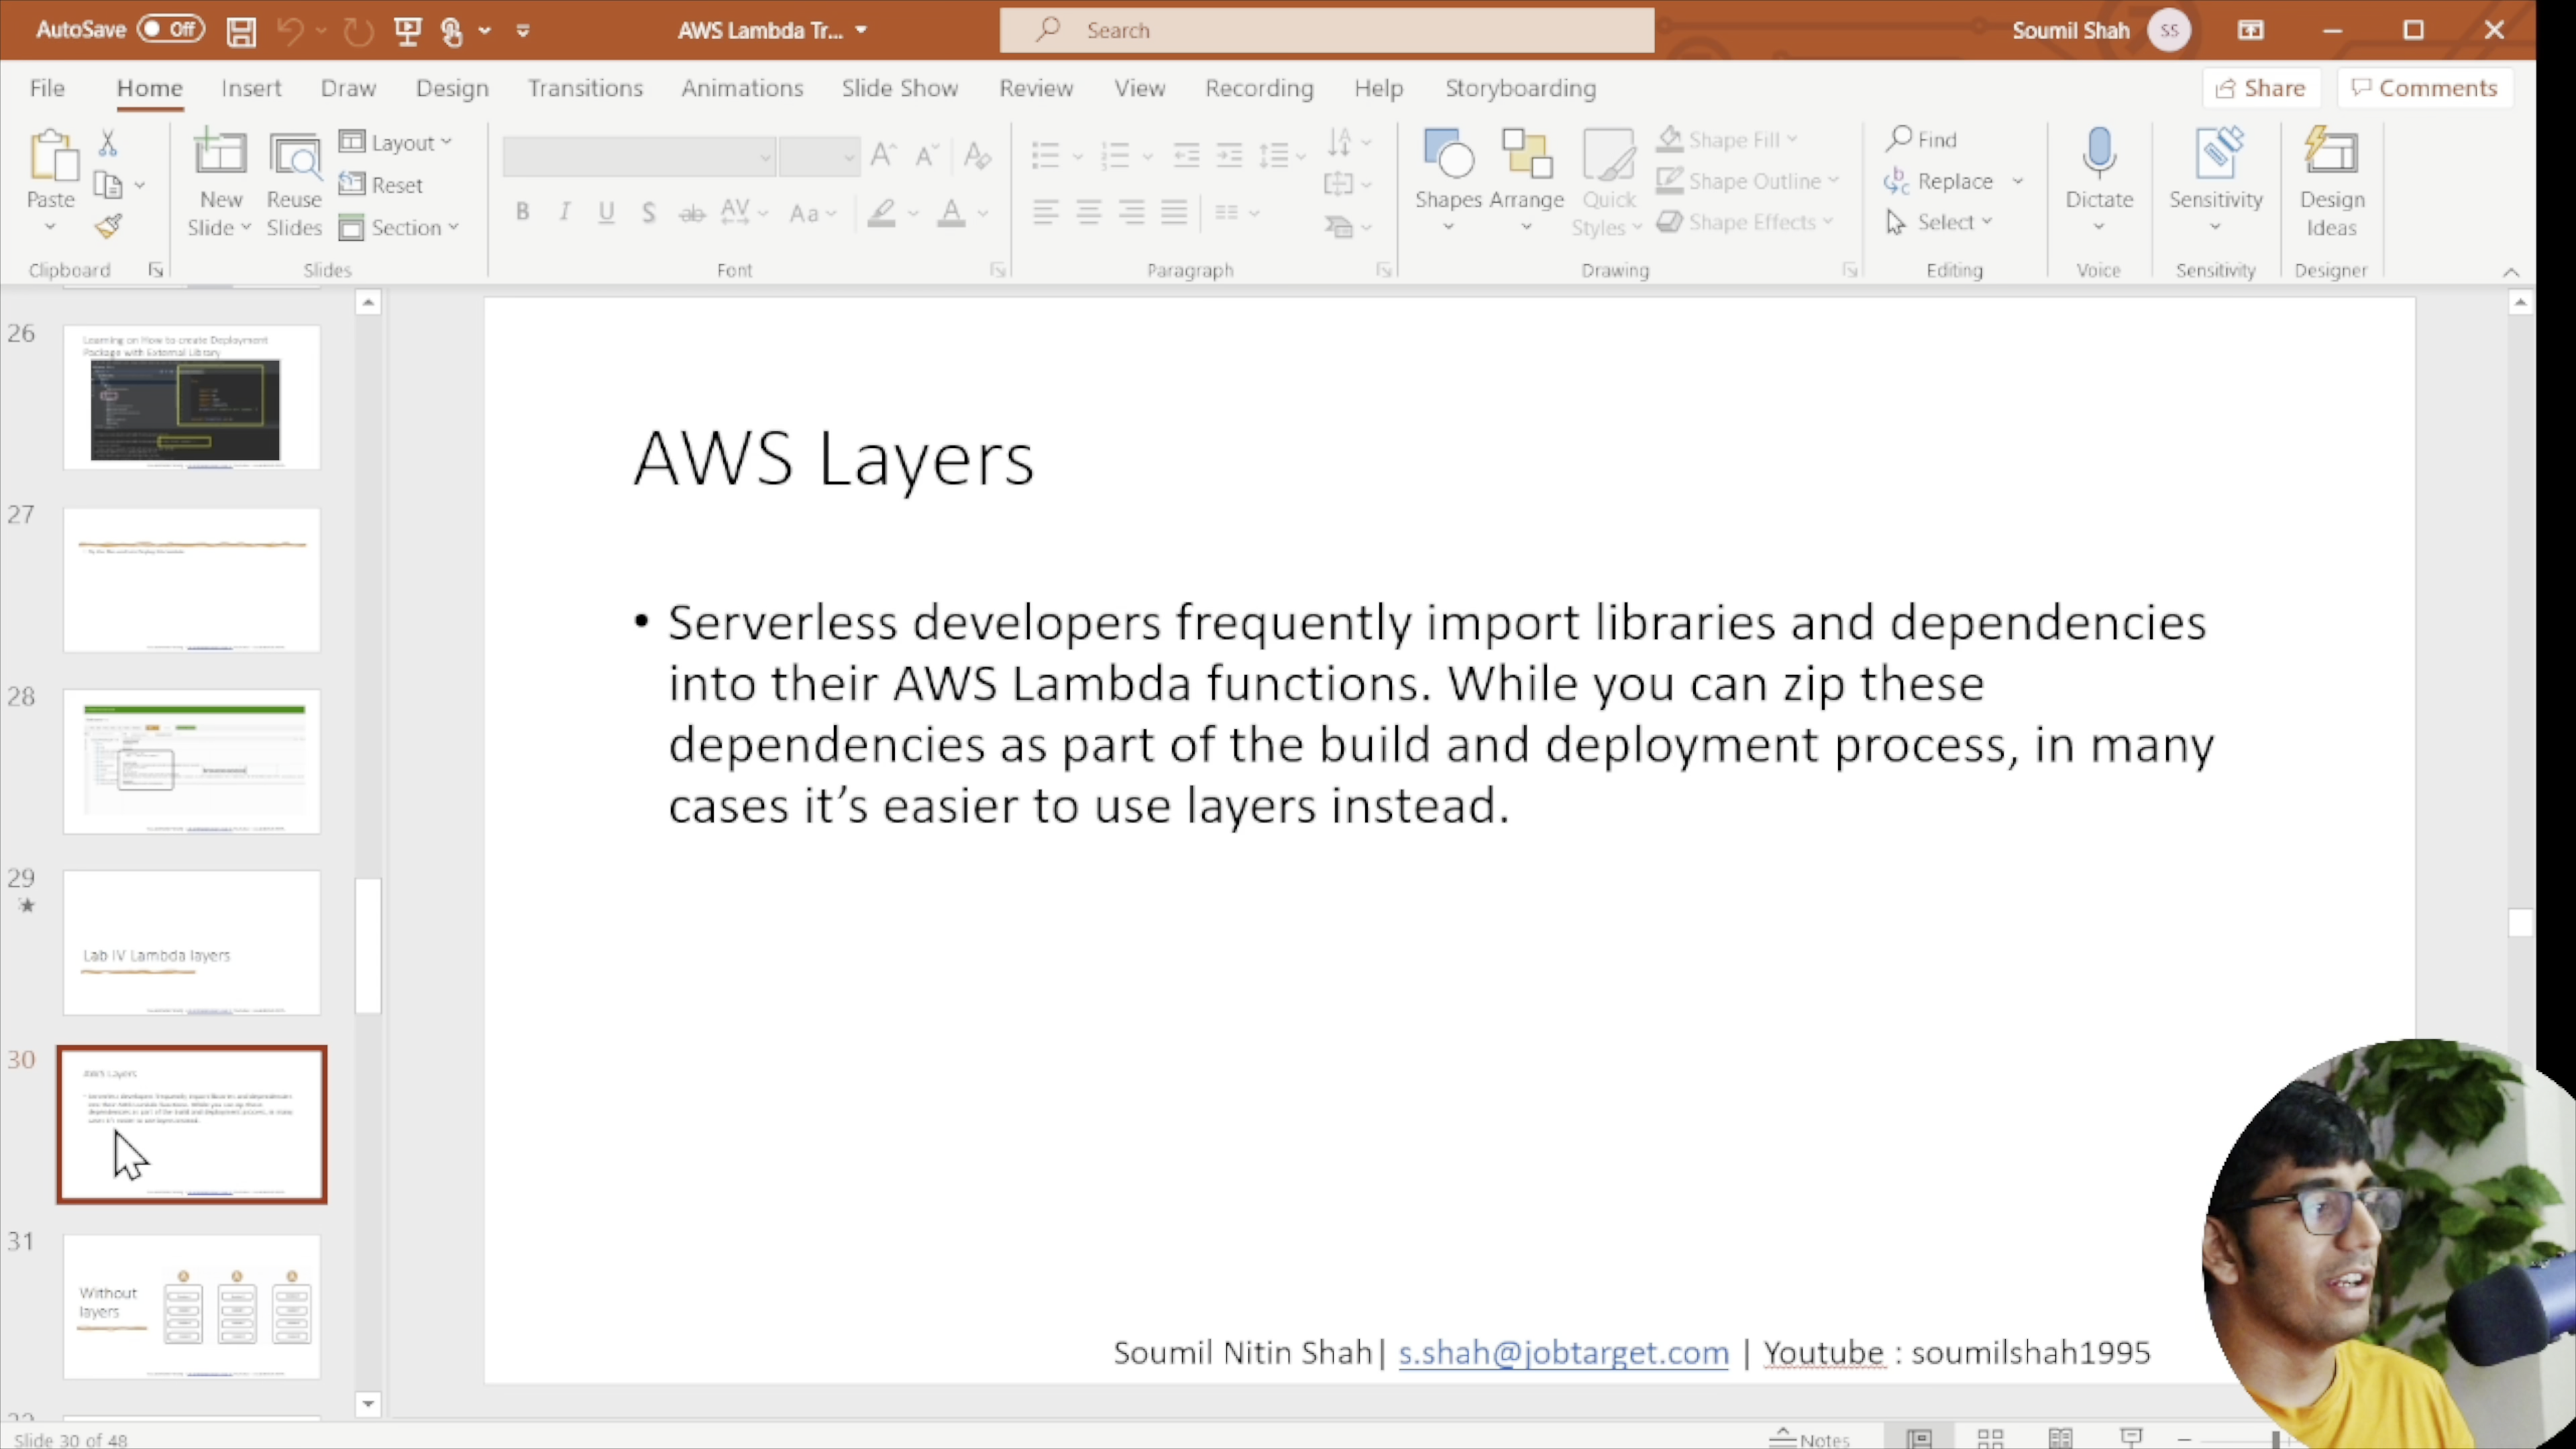 AutoSave Off AWS Lambda Tr... Search Soumil Shah SS
File Home Insert Draw Design Transitions Animations Slide Show Review View Recording Help Storyboarding Share Comments
Paste New Slide Reuse Slides Layout Reset Section
B I U S ab AV Aa A
Shapes Arrange Quick Styles Shape Fill Shape Outline Shape Effects
Find Replace Select Dictate Sensitivity Design Ideas
Clipboard Slides Font Paragraph Drawing Editing Voice Sensitivity Designer
26
Learning on How to create Deployment
Package with External Library
27
28
29
Lab IV Lambda layers
30
AWS Layers
31
Without
layers
AWS Layers
• Serverless developers frequently import libraries and dependencies
into their AWS Lambda functions. While you can zip these
dependencies as part of the build and deployment process, in many
cases it’s easier to use layers instead.
Soumil Nitin Shah| s.shah@jobtarget.com | Youtube : soumilshah1995
Slide 30 of 48 Notes